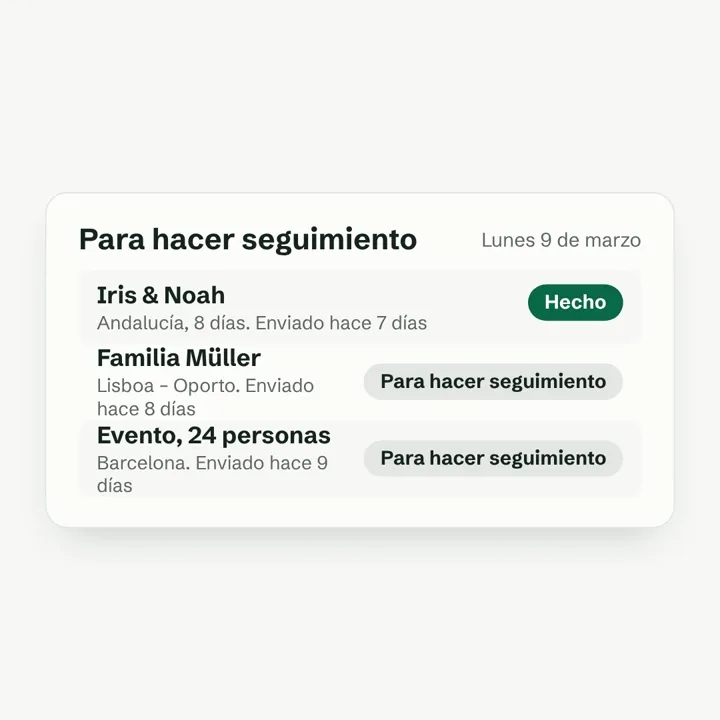 Para hacer seguimiento
Lunes 9 de marzo
Iris & Noah
Andalucía, 8 días. Enviado hace 7 días
Hecho
Familia Müller
Lisboa – Oporto. Enviado
hace 8 días
Para hacer seguimiento
Evento, 24 personas
Barcelona. Enviado hace 9
días
Para hacer seguimiento